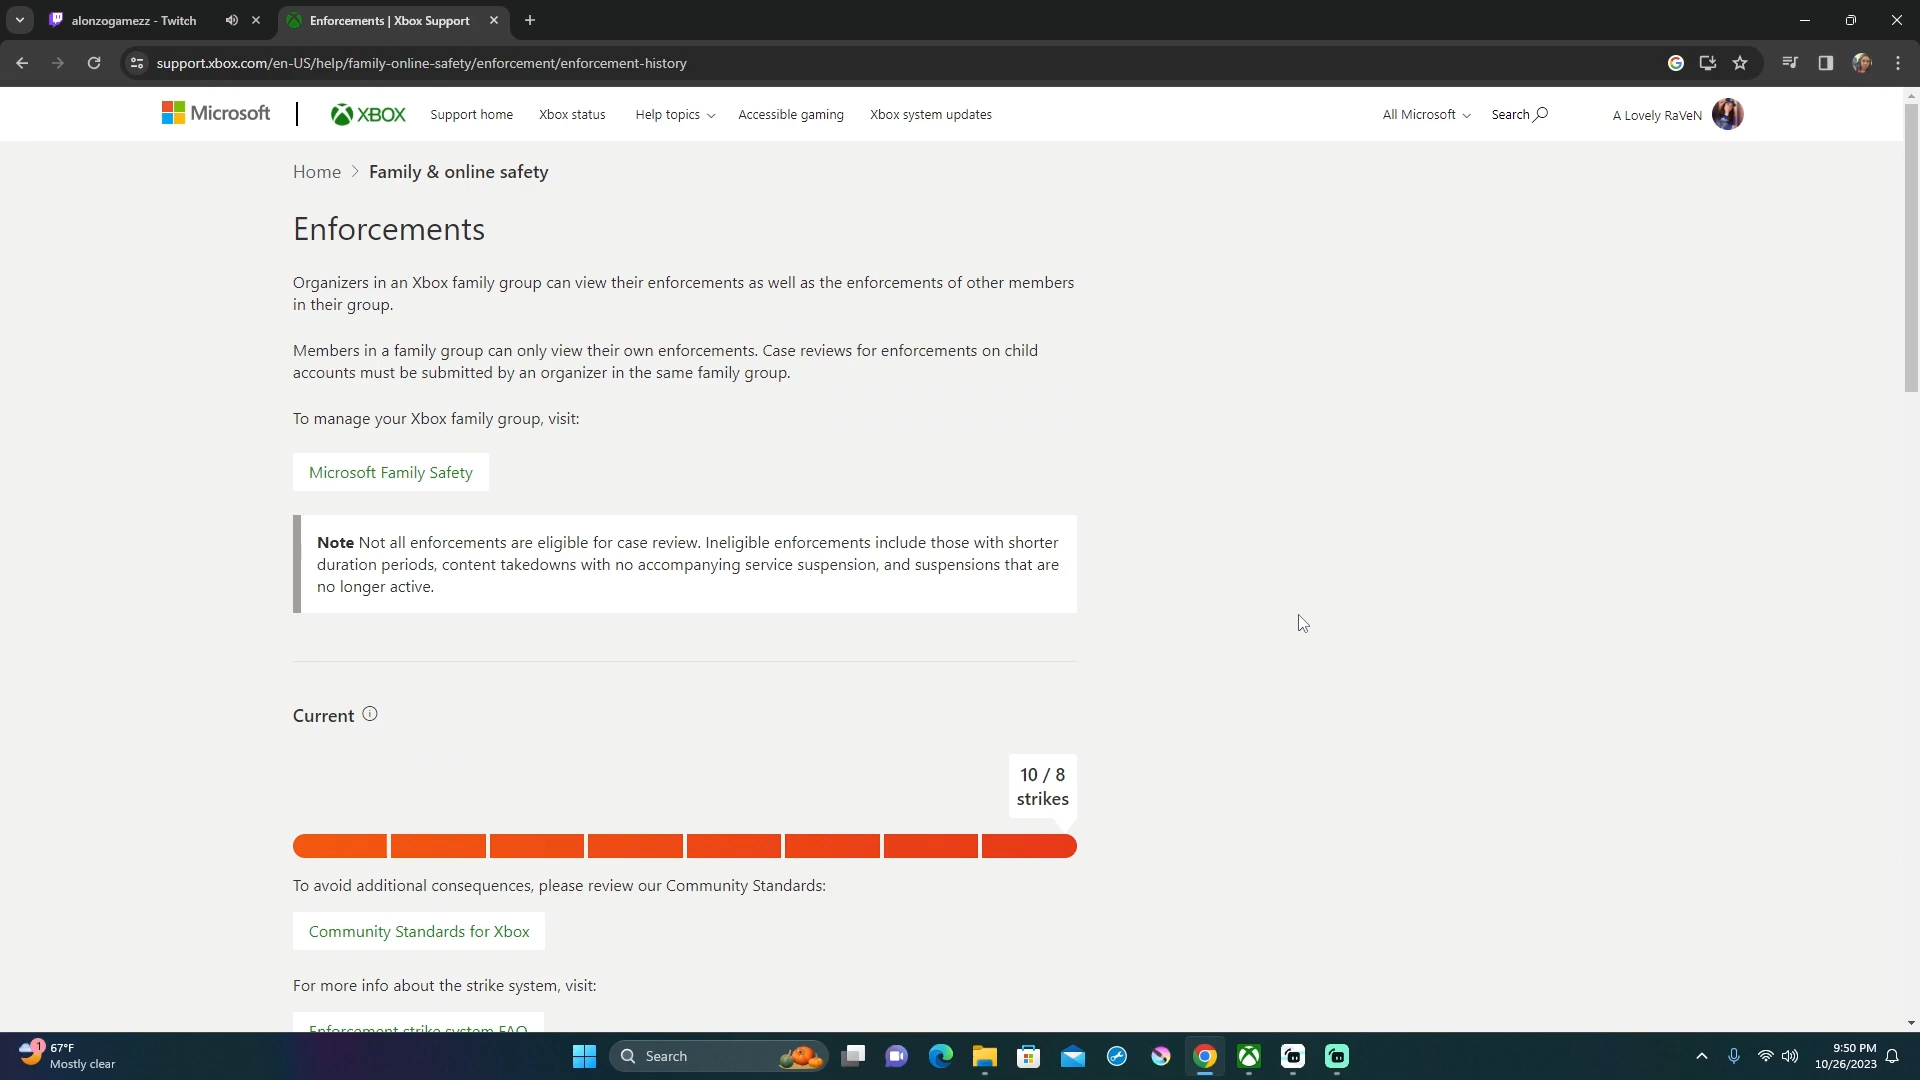 alonzogamezz - Twitch
Enforcements | Xbox Support
support.xbox.com/en-US/help/family-online-safety/enforcement/enforcement-history
Microsoft
XBOX
Support home
Xbox status
Help topics
Accessible gaming
Xbox system updates
All Microsoft
Search
A Lovely RaVeN
Home > Family & online safety
Enforcements
Organizers in an Xbox family group can view their enforcements as well as the enforcements of other members
in their group.
Members in a family group can only view their own enforcements. Case reviews for enforcements on child
accounts must be submitted by an organizer in the same family group.
To manage your Xbox family group, visit:
Microsoft Family Safety
Note Not all enforcements are eligible for case review. Ineligible enforcements include those with shorter
duration periods, content takedowns with no accompanying service suspension, and suspensions that are
no longer active.
Current
10 / 8
strikes
To avoid additional consequences, please review our Community Standards:
Community Standards for Xbox
For more info about the strike system, visit:
Enforcement strike system FAQ
1
67°F
Mostly clear
Search
9:50 PM
10/26/2023